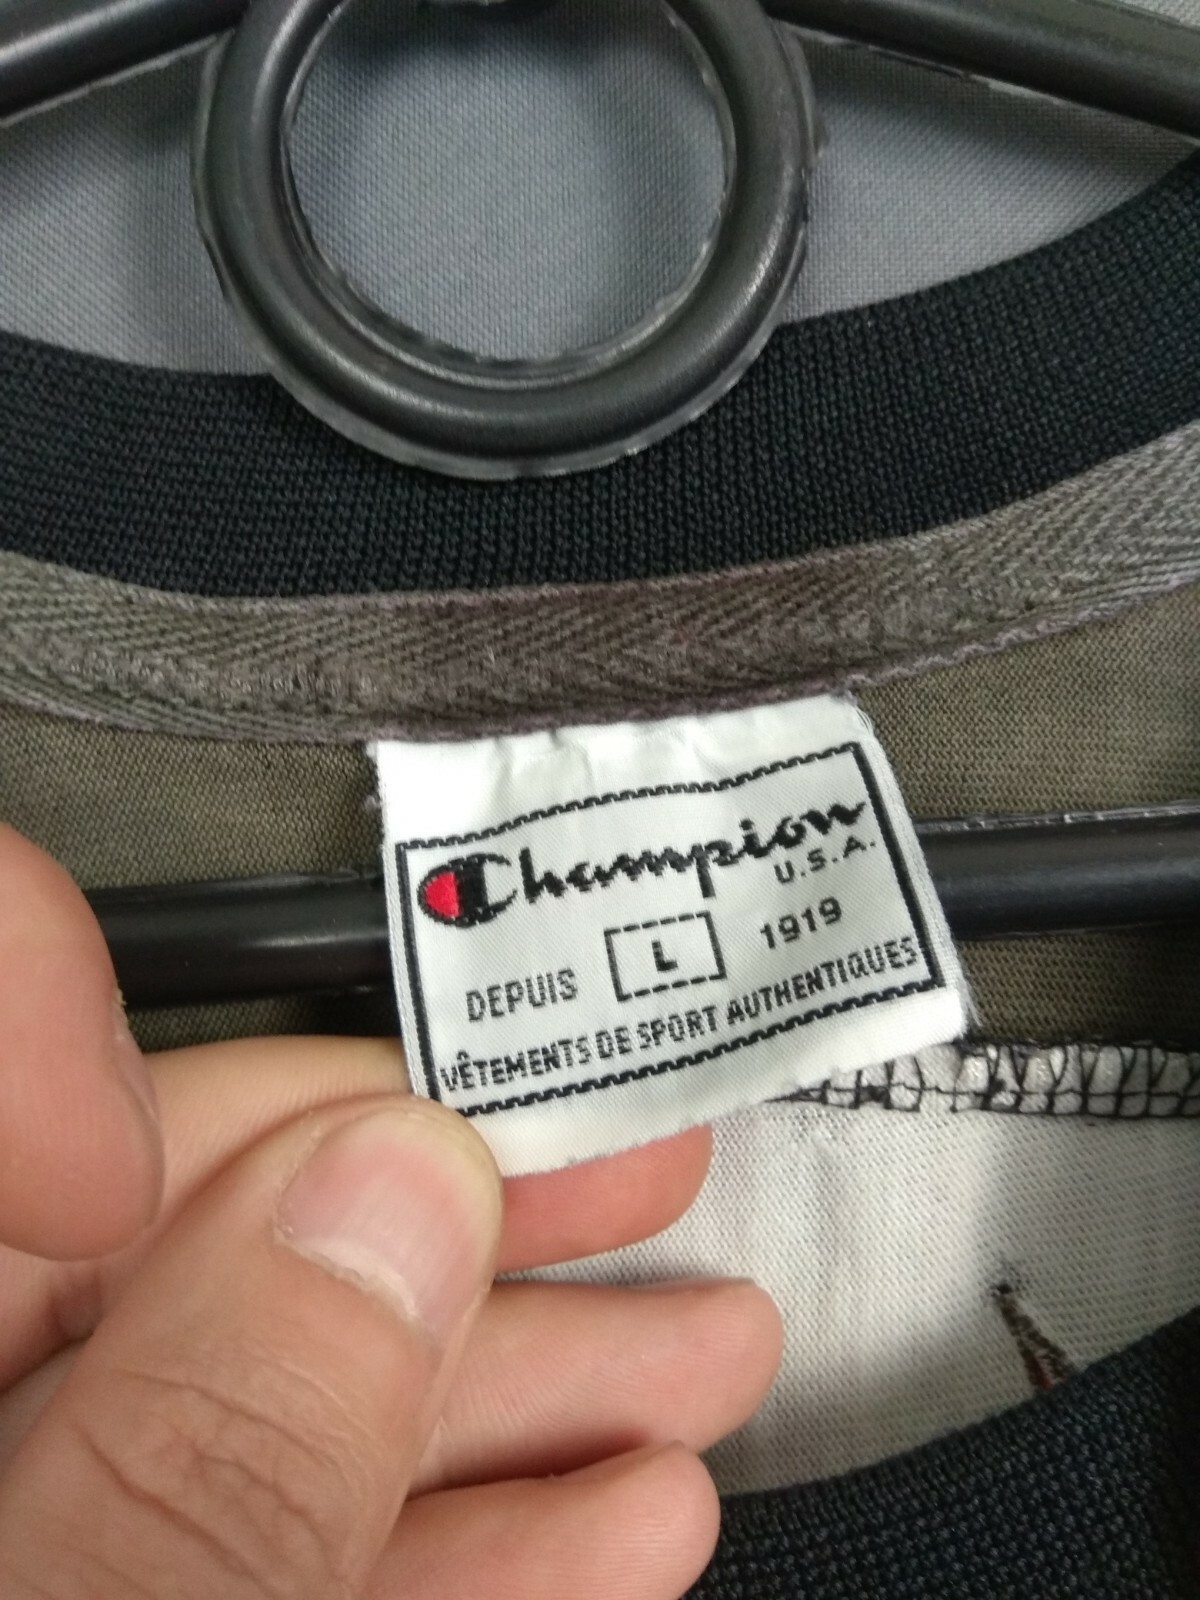 Champion
U.S.A.
DEPUIS L 1919
VÊTEMENTS DE SPORT AUTHENTIQUES